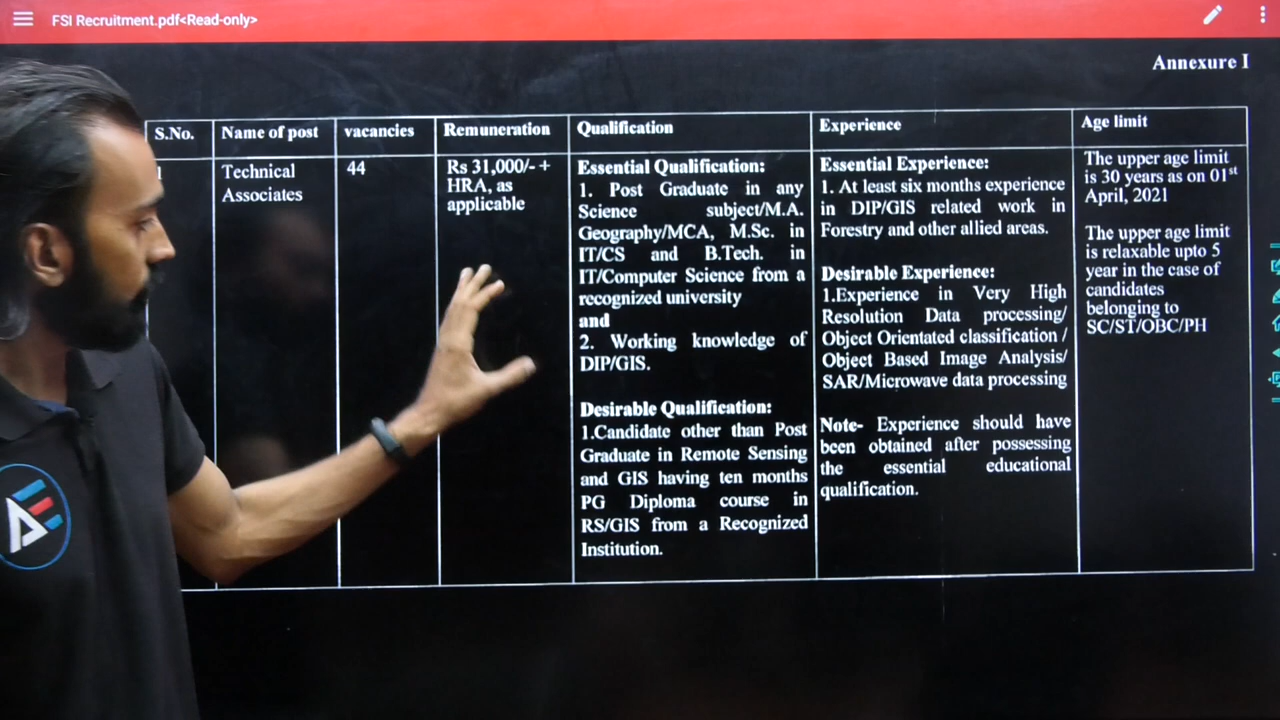 FSI Recruitment.pdf<Read-only>
Annexure I
S.No.
Name of post
vacancies
Remuneration
Qualification
Experience
Age limit
1
Technical
Associates
44
Rs 31,000/- +
HRA, as
applicable
Essential Qualification:
1. Post Graduate in any
Science subject/M.A.
Geography/MCA, M.Sc. in
IT/CS and B.Tech. in
IT/Computer Science from a
recognized university
and
2. Working knowledge of
DIP/GIS.
Desirable Qualification:
1.Candidate other than Post
Graduate in Remote Sensing
and GIS having ten months
PG Diploma course in
RS/GIS from a Recognized
Institution.
Essential Experience:
1. At least six months experience
in DIP/GIS related work in
Forestry and other allied areas.
Desirable Experience:
1.Experience in Very High
Resolution Data processing/
Object Orientated classification /
Object Based Image Analysis/
SAR/Microwave data processing
Note- Experience should have
been obtained after possessing
the essential educational
qualification.
The upper age limit
is 30 years as on 01st
April, 2021
The upper age limit
is relaxable upto 5
year in the case of
candidates
belonging to
SC/ST/OBC/PH